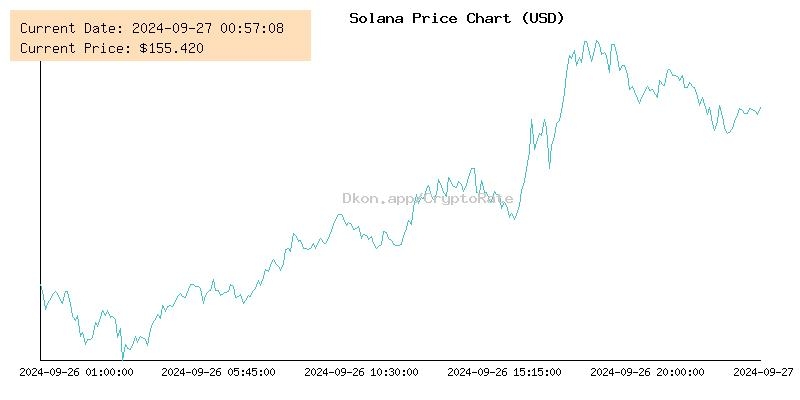 Solana Price Chart (USD)
Current Date: 2024-09-27 00:57:08
Current Price: $155.420
Dkon.app/CryptoRate
2024-09-26 01:00:00 2024-09-26 05:45:00 2024-09-26 10:30:00 2024-09-26 15:15:00 2024-09-26 20:00:00 2024-09-27